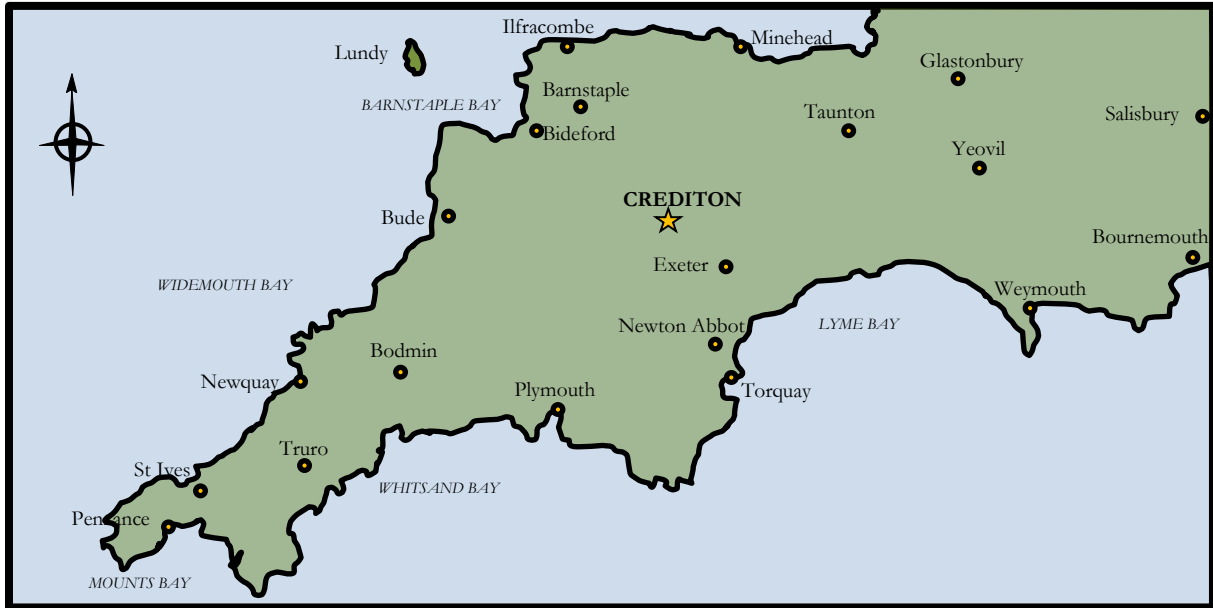 Ilfracombe
Minehead
Lundy
Glastonbury
Barnstaple
BARNSTAPLE BAY
Taunton
Salisbury
Bideford
Yeovil
CREDITON
Bude
Bournemouth
Exeter
WIDEMOUTH BAY
Weymouth
Newton Abbot
LYME BAY
Bodmin
Newquay
Plymouth
Torquay
Truro
St Ives
WHITSAND BAY
Penzance
MOUNTS BAY